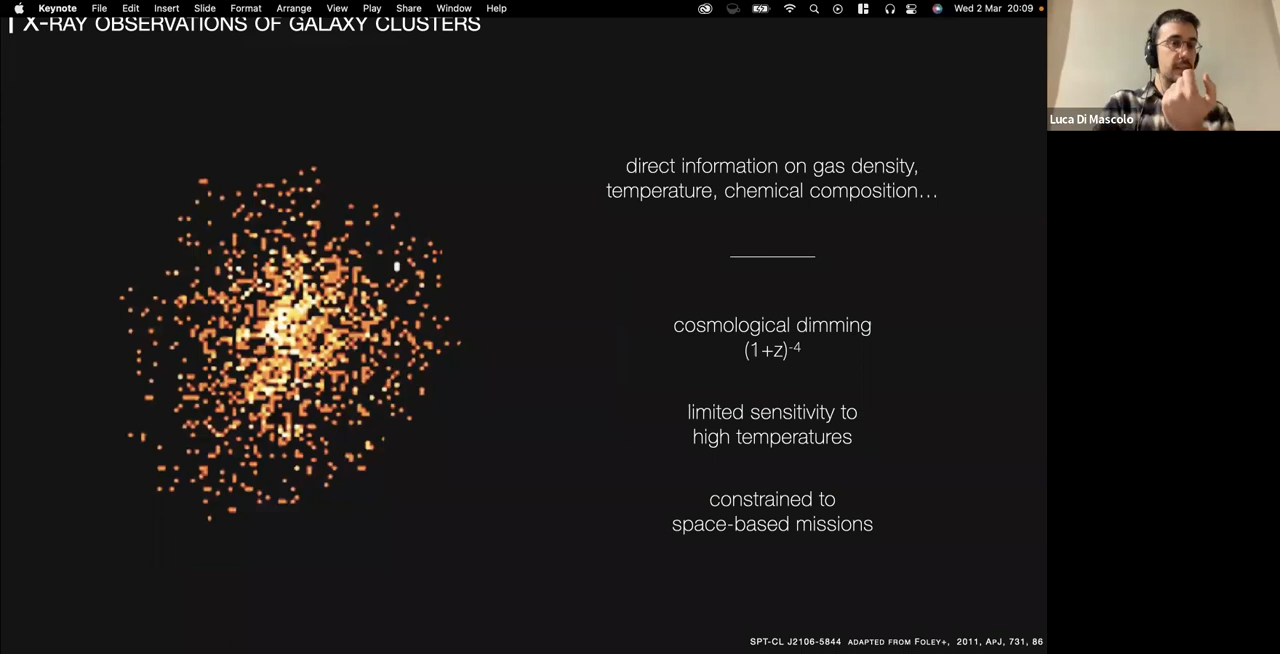 Keynote File Edit Insert Slide Format Arrange View Play Share Window Help Wed 2 Mar 20:09
| X-RAY OBSERVATIONS OF GALAXY CLUSTERS
Luca Di Mascolo
direct information on gas density,
temperature, chemical composition…
cosmological dimming
(1+z)⁻⁴
limited sensitivity to
high temperatures
constrained to
space-based missions
SPT-CL J2106-5844 ADAPTED FROM FOLEY+, 2011, APJ, 731, 86